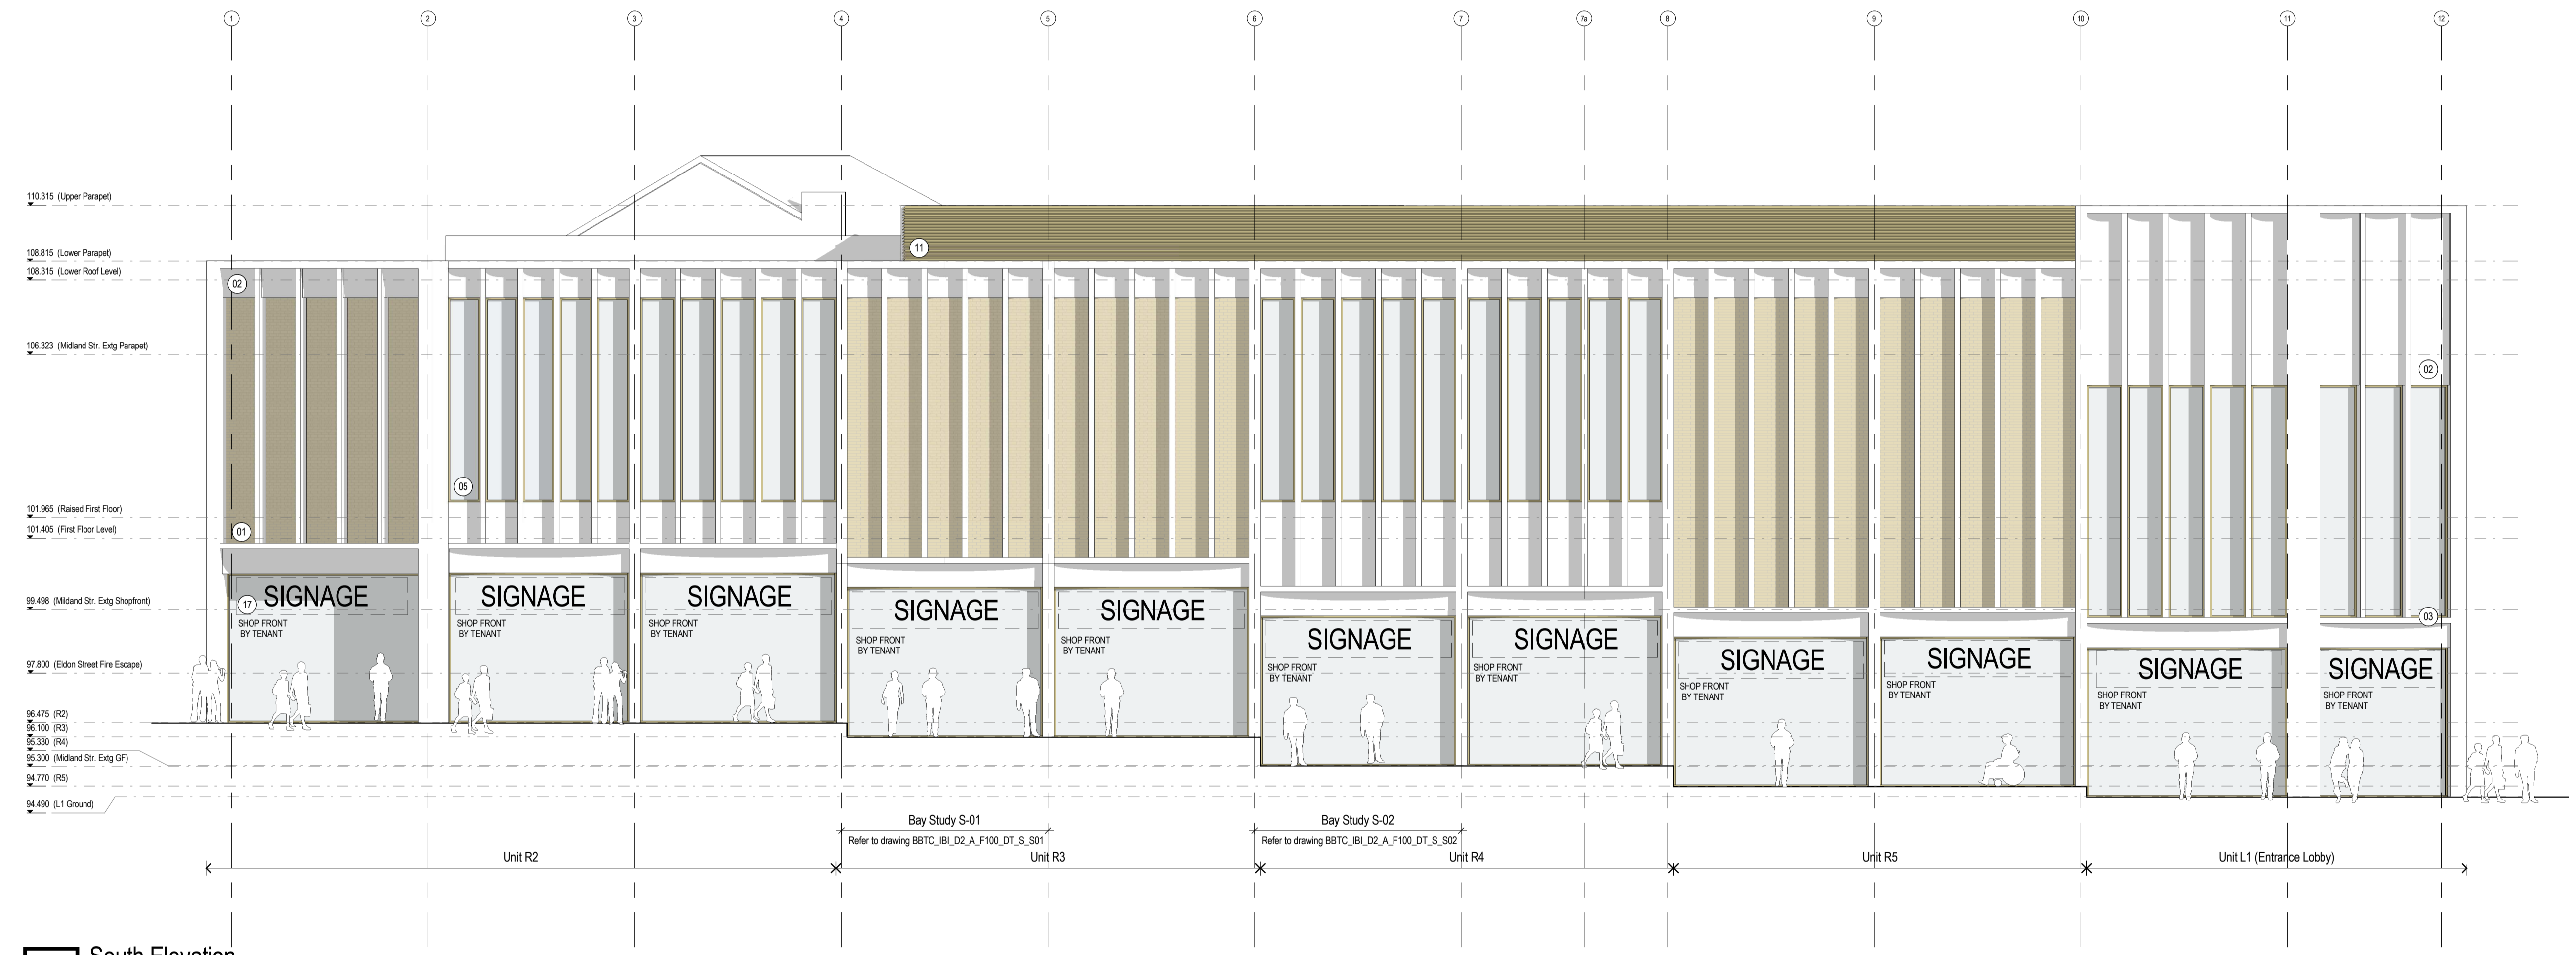 1 2 3 4 5 6 7 7a 8 9 10 11 12
110.315 (Upper Parapet)
108.815 (Lower Parapet)
108.315 (Lower Roof Level)
106.323 (Midland Str. Extg Parapet)
101.965 (Raised First Floor)
101.405 (First Floor Level)
99.498 (Mildand Str. Extg Shopfront)
97.800 (Eldon Street Fire Escape)
96.475 (R2)
96.100 (R3)
95.330 (R4)
95.300 (Midland Str. Extg GF)
94.770 (R5)
94.490 (L1 Ground)
11
02
02
05
01
17
03
SIGNAGE
SHOP FRONT
BY TENANT
SIGNAGE
SHOP FRONT
BY TENANT
SIGNAGE
SHOP FRONT
BY TENANT
SIGNAGE
SHOP FRONT
BY TENANT
SIGNAGE
SHOP FRONT
BY TENANT
SIGNAGE
SHOP FRONT
BY TENANT
SIGNAGE
SHOP FRONT
BY TENANT
SIGNAGE
SHOP FRONT
BY TENANT
SIGNAGE
SHOP FRONT
BY TENANT
SIGNAGE
SHOP FRONT
BY TENANT
SIGNAGE
SHOP FRONT
BY TENANT
Bay Study S-01
Refer to drawing BBTC_IBI_D2_A_F100_DT_S_S01
Bay Study S-02
Refer to drawing BBTC_IBI_D2_A_F100_DT_S_S02
Unit R2
Unit R3
Unit R4
Unit R5
Unit L1 (Entrance Lobby)
South Elevation